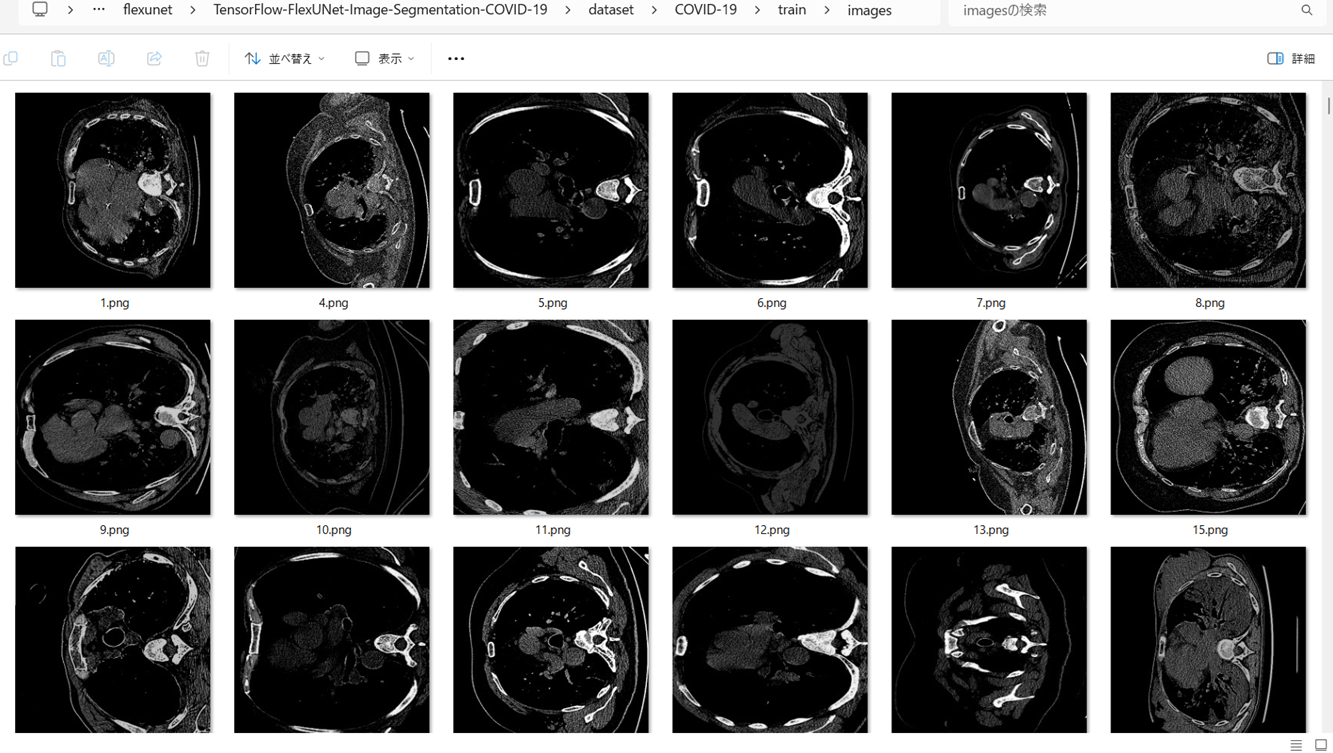 flexunet > TensorFlow-FlexUNet-Image-Segmentation-COVID-19 > dataset > COVID-19 > train > images
imagesの検索
並べ替え
表示
詳細
1.png
4.png
5.png
6.png
7.png
8.png
9.png
10.png
11.png
12.png
13.png
15.png